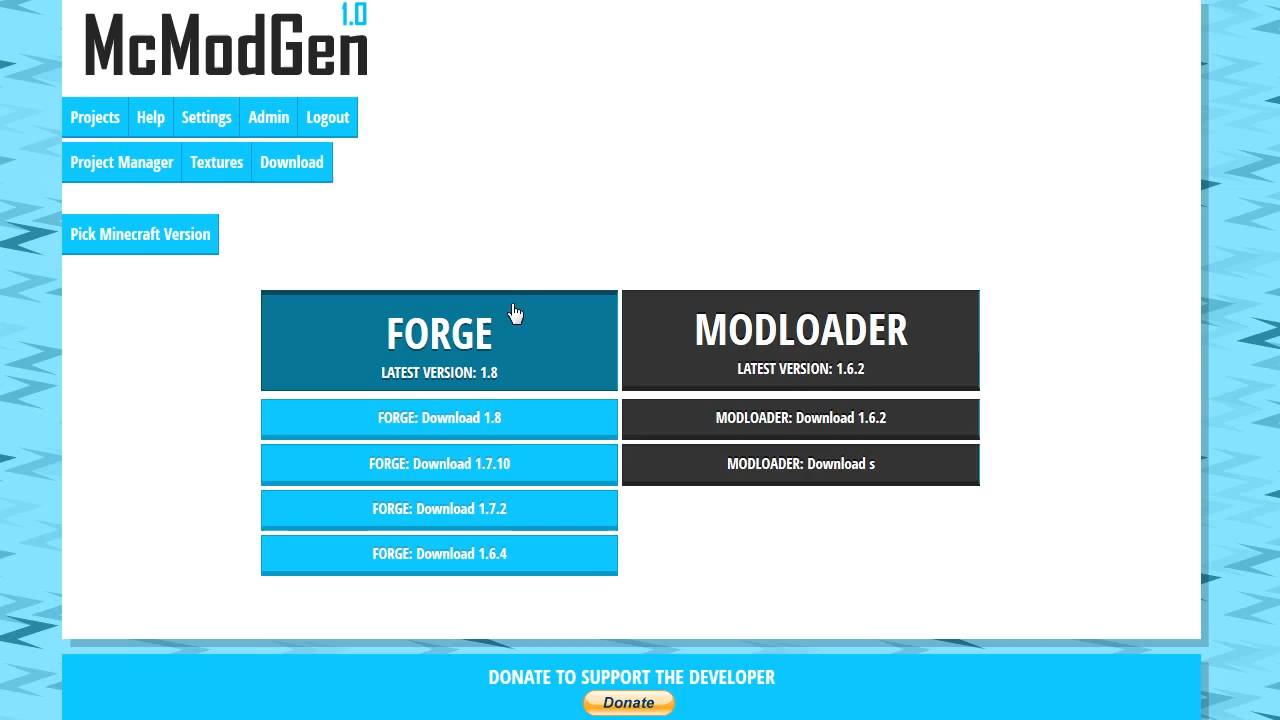 1.0
McModGen
Projects Help Settings Admin Logout
Project Manager Textures Download
Pick Minecraft Version
FORGE
LATEST VERSION: 1.8
FORGE: Download 1.8
FORGE: Download 1.7.10
FORGE: Download 1.7.2
FORGE: Download 1.6.4
MODLOADER
LATEST VERSION: 1.6.2
MODLOADER: Download 1.6.2
MODLOADER: Download s
DONATE TO SUPPORT THE DEVELOPER
Donate